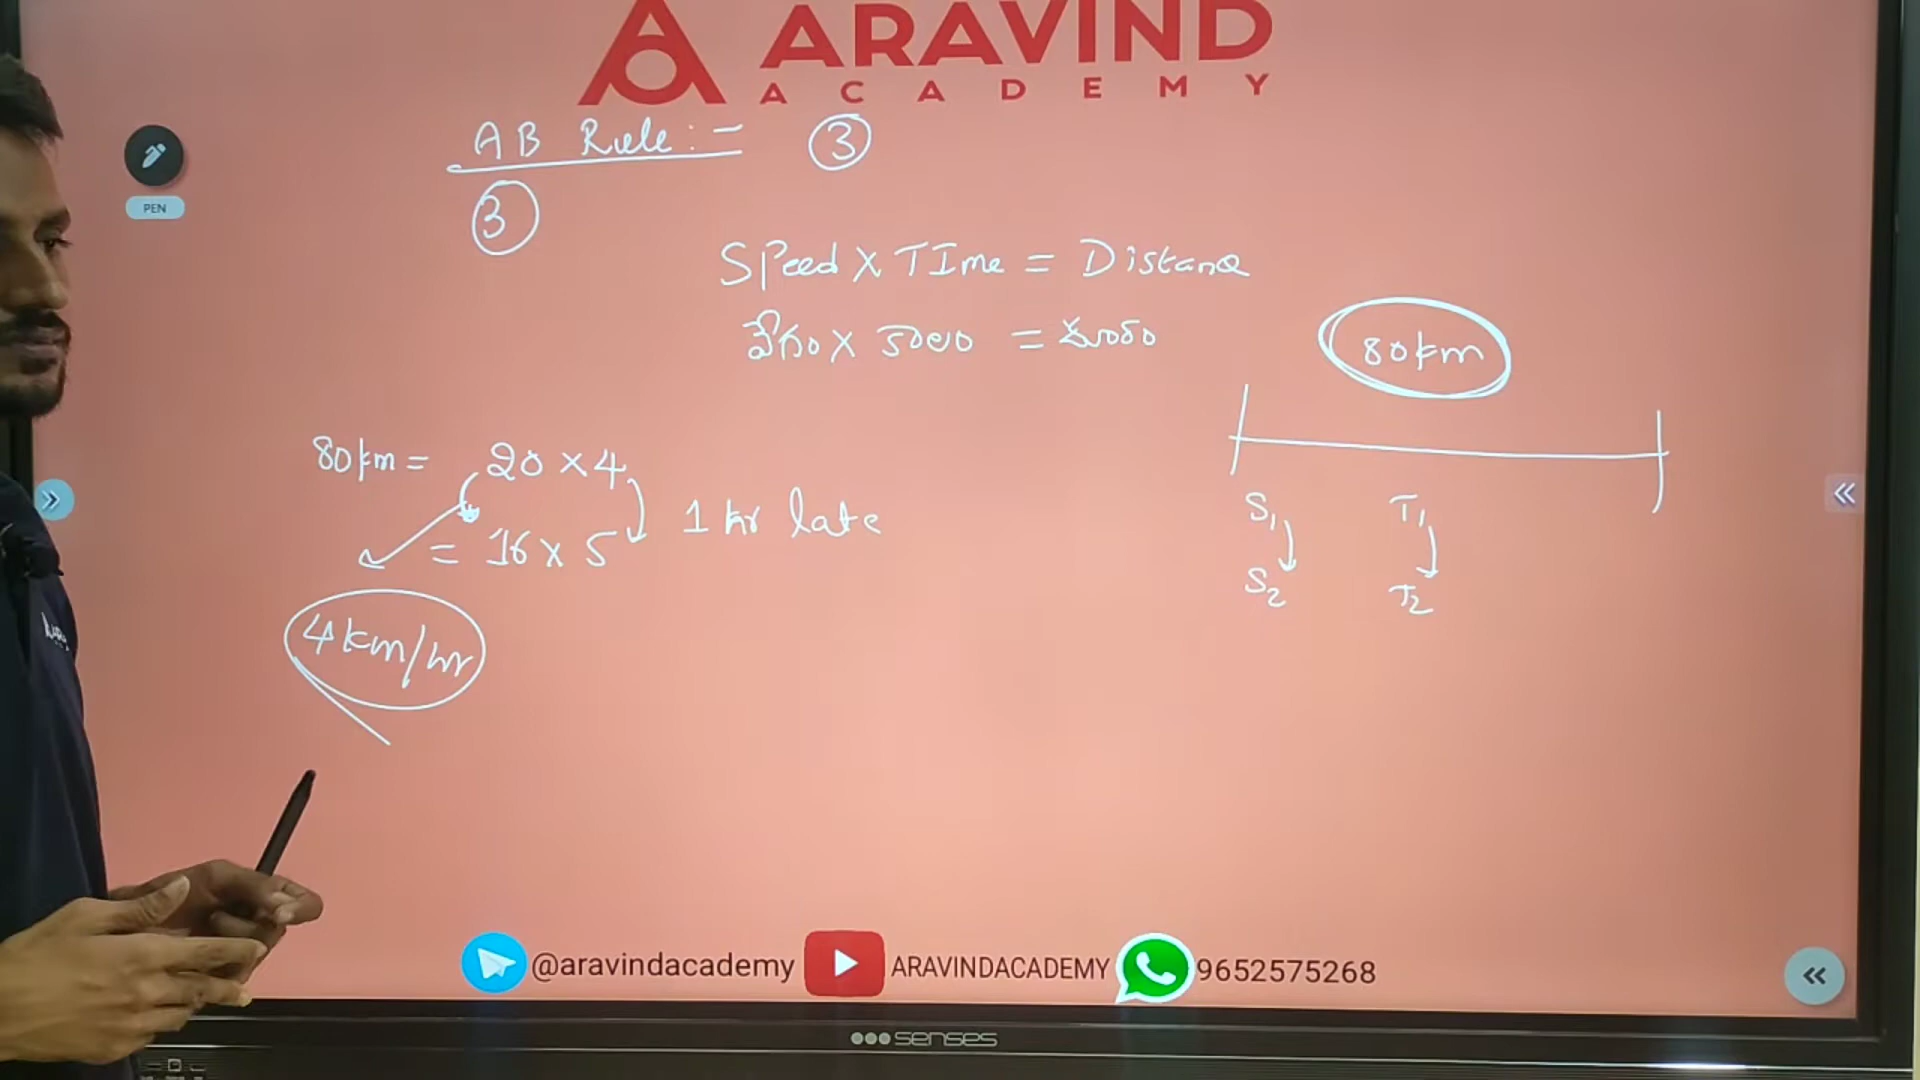 ARAVIND
ACADEMY
AB Rule:- 3
3
PEN
Speed X TIme = Distance
వేగం X కాలం = దూరం
80km
80km = 20 x 4
= 16 x 5
1 hr late
4km/hr
S1 T1
S2 T2
@aravindacademy ARAVINDACADEMY 9652575268
senses